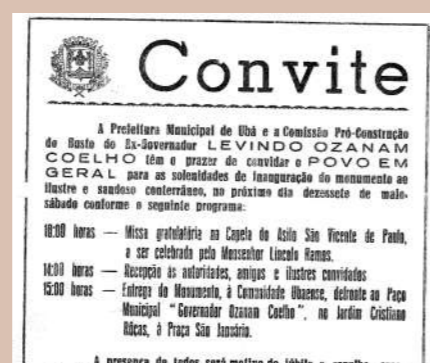 Convite
A Prefeitura Municipal de Ubá e a Comissão Pró-Construção
do Busto do Ex-Governador LEVINDO OZANAM
COELHO têm o prazer de convidar o POVO EM
GERAL para as solenidades de inauguração do monumento ao
ilustre e saudoso conterrâneo, no próximo dia dezessete de maio-
sábado conforme o seguinte programa:
horas — Missa gratulatória na Capela do Asilo São Vicente de Paulo,
a ser celebrada pelo Monsenhor Lincoln Ramos.
14:00 horas — Recepção às autoridades, amigos e ilustres convidados
15:00 horas — Entrega do Monumento, à Comunidade Ubaense, defronte ao Paço
Municipal "Governador Ozanam Coelho", no Jardim Cristiano
Rôças, à Praça São Januário.
A presença de todos será motivo de júbilo e